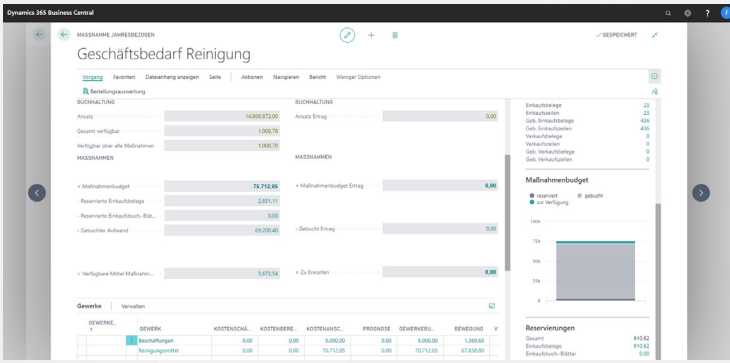 Dynamics 365 Business Central
MASSNAHME JAHRESBEZOGEN
GESPEICHERT
Geschäftsbedarf Reinigung
Vorgang Favoriten Dateianhang anzeigen Seite Aktionen Navigieren Bericht Weniger Optionen
Bestellungsauswertung
BUCHHALTUNG BUCHHALTUNG
Ansatz 14.808.872,00 Ansatz Ertrag 0,00
Gesamt verfügbar 1.008,78
Verfügbar über alle Maßnahmen 1.008,78
MASSNAHMEN MASSNAHMEN
+ Maßnahmenbudget 75.712,05 + Maßnahmenbudget Ertrag 0,00
- Reservierte Einkaufsbelege 2.831,11
- Reservierte Einkaufsbuch.-Blät... 0,00
- Gebuchter Aufwand 69.208,40 - Gebucht Ertrag 0,00
= Verfügbare Mittel Maßnahm... 3.672,54 = Zu Erwarten 0,00
Gewerke Verwalten
GEWERKE...
GEWERK KOSTENSCHÄ... KOSTENBERE... KOSTENANSC... PROGNOSE GEWERKEBU... BEWEGUNG V
Beschaffungen 0,00 0,00 5.000,00 0,00 5.000,00 1.369,60
Reinigungsmittel 0,00 0,00 70.712,05 0,00 70.712,05 67.838,80
Einkaufsbelege 23
Einkaufszeilen 23
Geb. Einkaufsbelege 436
Geb. Einkaufszeilen 436
Verkaufsbelege 0
Verkaufszeilen 0
Geb. Verkaufsbelege 0
Geb. Verkaufszeilen 0
Maßnahmenbudget
reserviert gebucht
zur Verfügung
100k
75k
50k
25k
0
Reservierungen
Gesamt 910,62
Einkaufsbelege 910,62
Einkaufsbuch.-Blätter 0,00